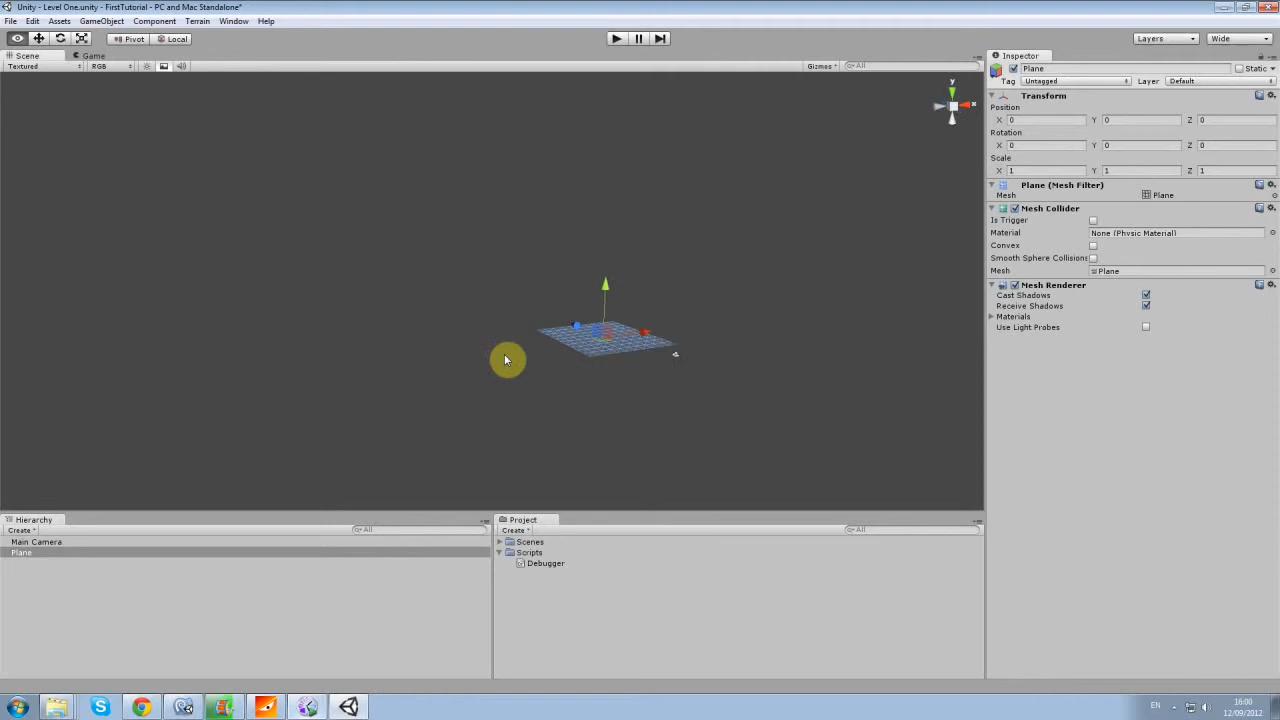 Unity - Level One.unity - FirstTutorial - PC and Mac Standalone*
File Edit Assets GameObject Component Terrain Window Help
Pivot Local Layers Wide
Scene Game Inspector
Textured RGB Gizmos All
Plane Static
Tag Untagged Layer Default
y
x
Transform
Position
X 0 Y 0 Z 0
Rotation
X 0 Y 0 Z 0
Scale
X 1 Y 1 Z 1
Plane (Mesh Filter)
Mesh Plane
Mesh Collider
Is Trigger
Material None (Physic Material)
Convex
Smooth Sphere Collisions
Mesh Plane
Mesh Renderer
Cast Shadows
Receive Shadows
Materials
Use Light Probes
Hierarchy Project
Create All Create All
Main Camera Scenes
Plane Scripts
Debugger
EN 16:00
12/09/2012